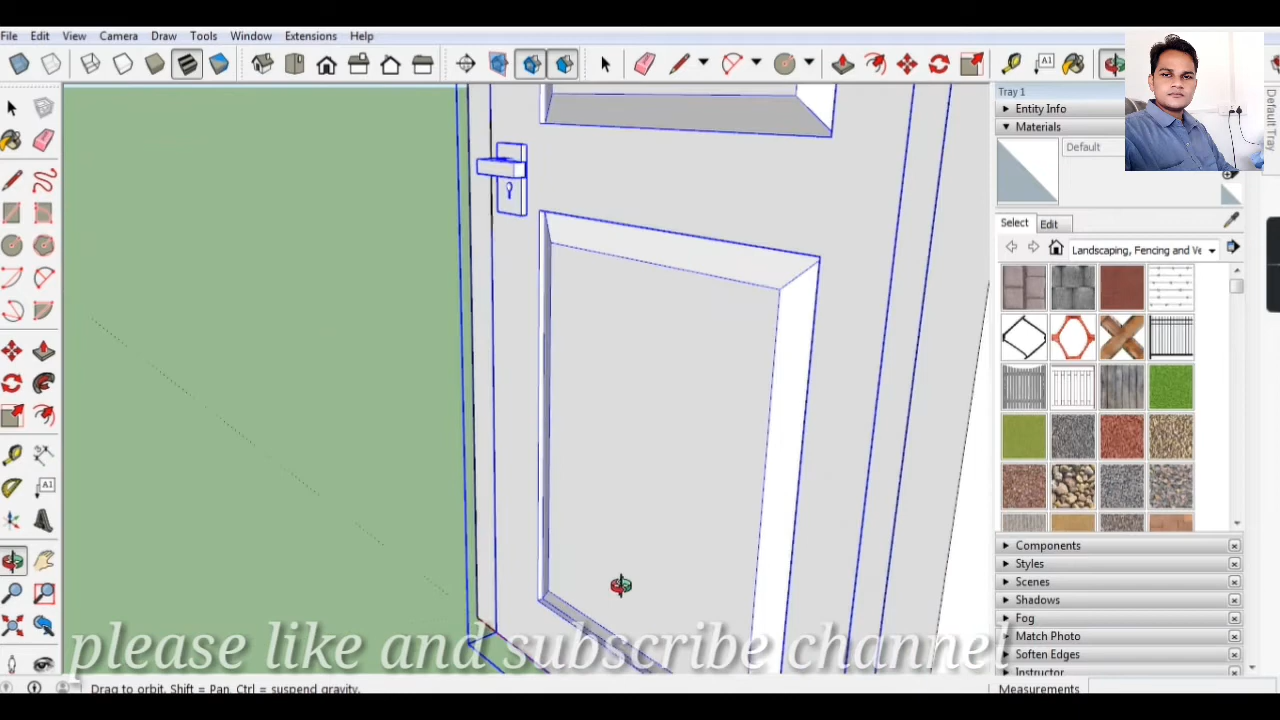 File Edit View Camera Draw Tools Window Extensions Help
Tray 1
Entity Info
Materials
Default
Default Tray
Select Edit
Landscaping, Fencing and Ve
Components
Styles
Scenes
Shadows
Fog
Match Photo
Soften Edges
Instructor
please like and subscribe channel
Drag to orbit. Shift = Pan, Ctrl = suspend gravity.
Measurements